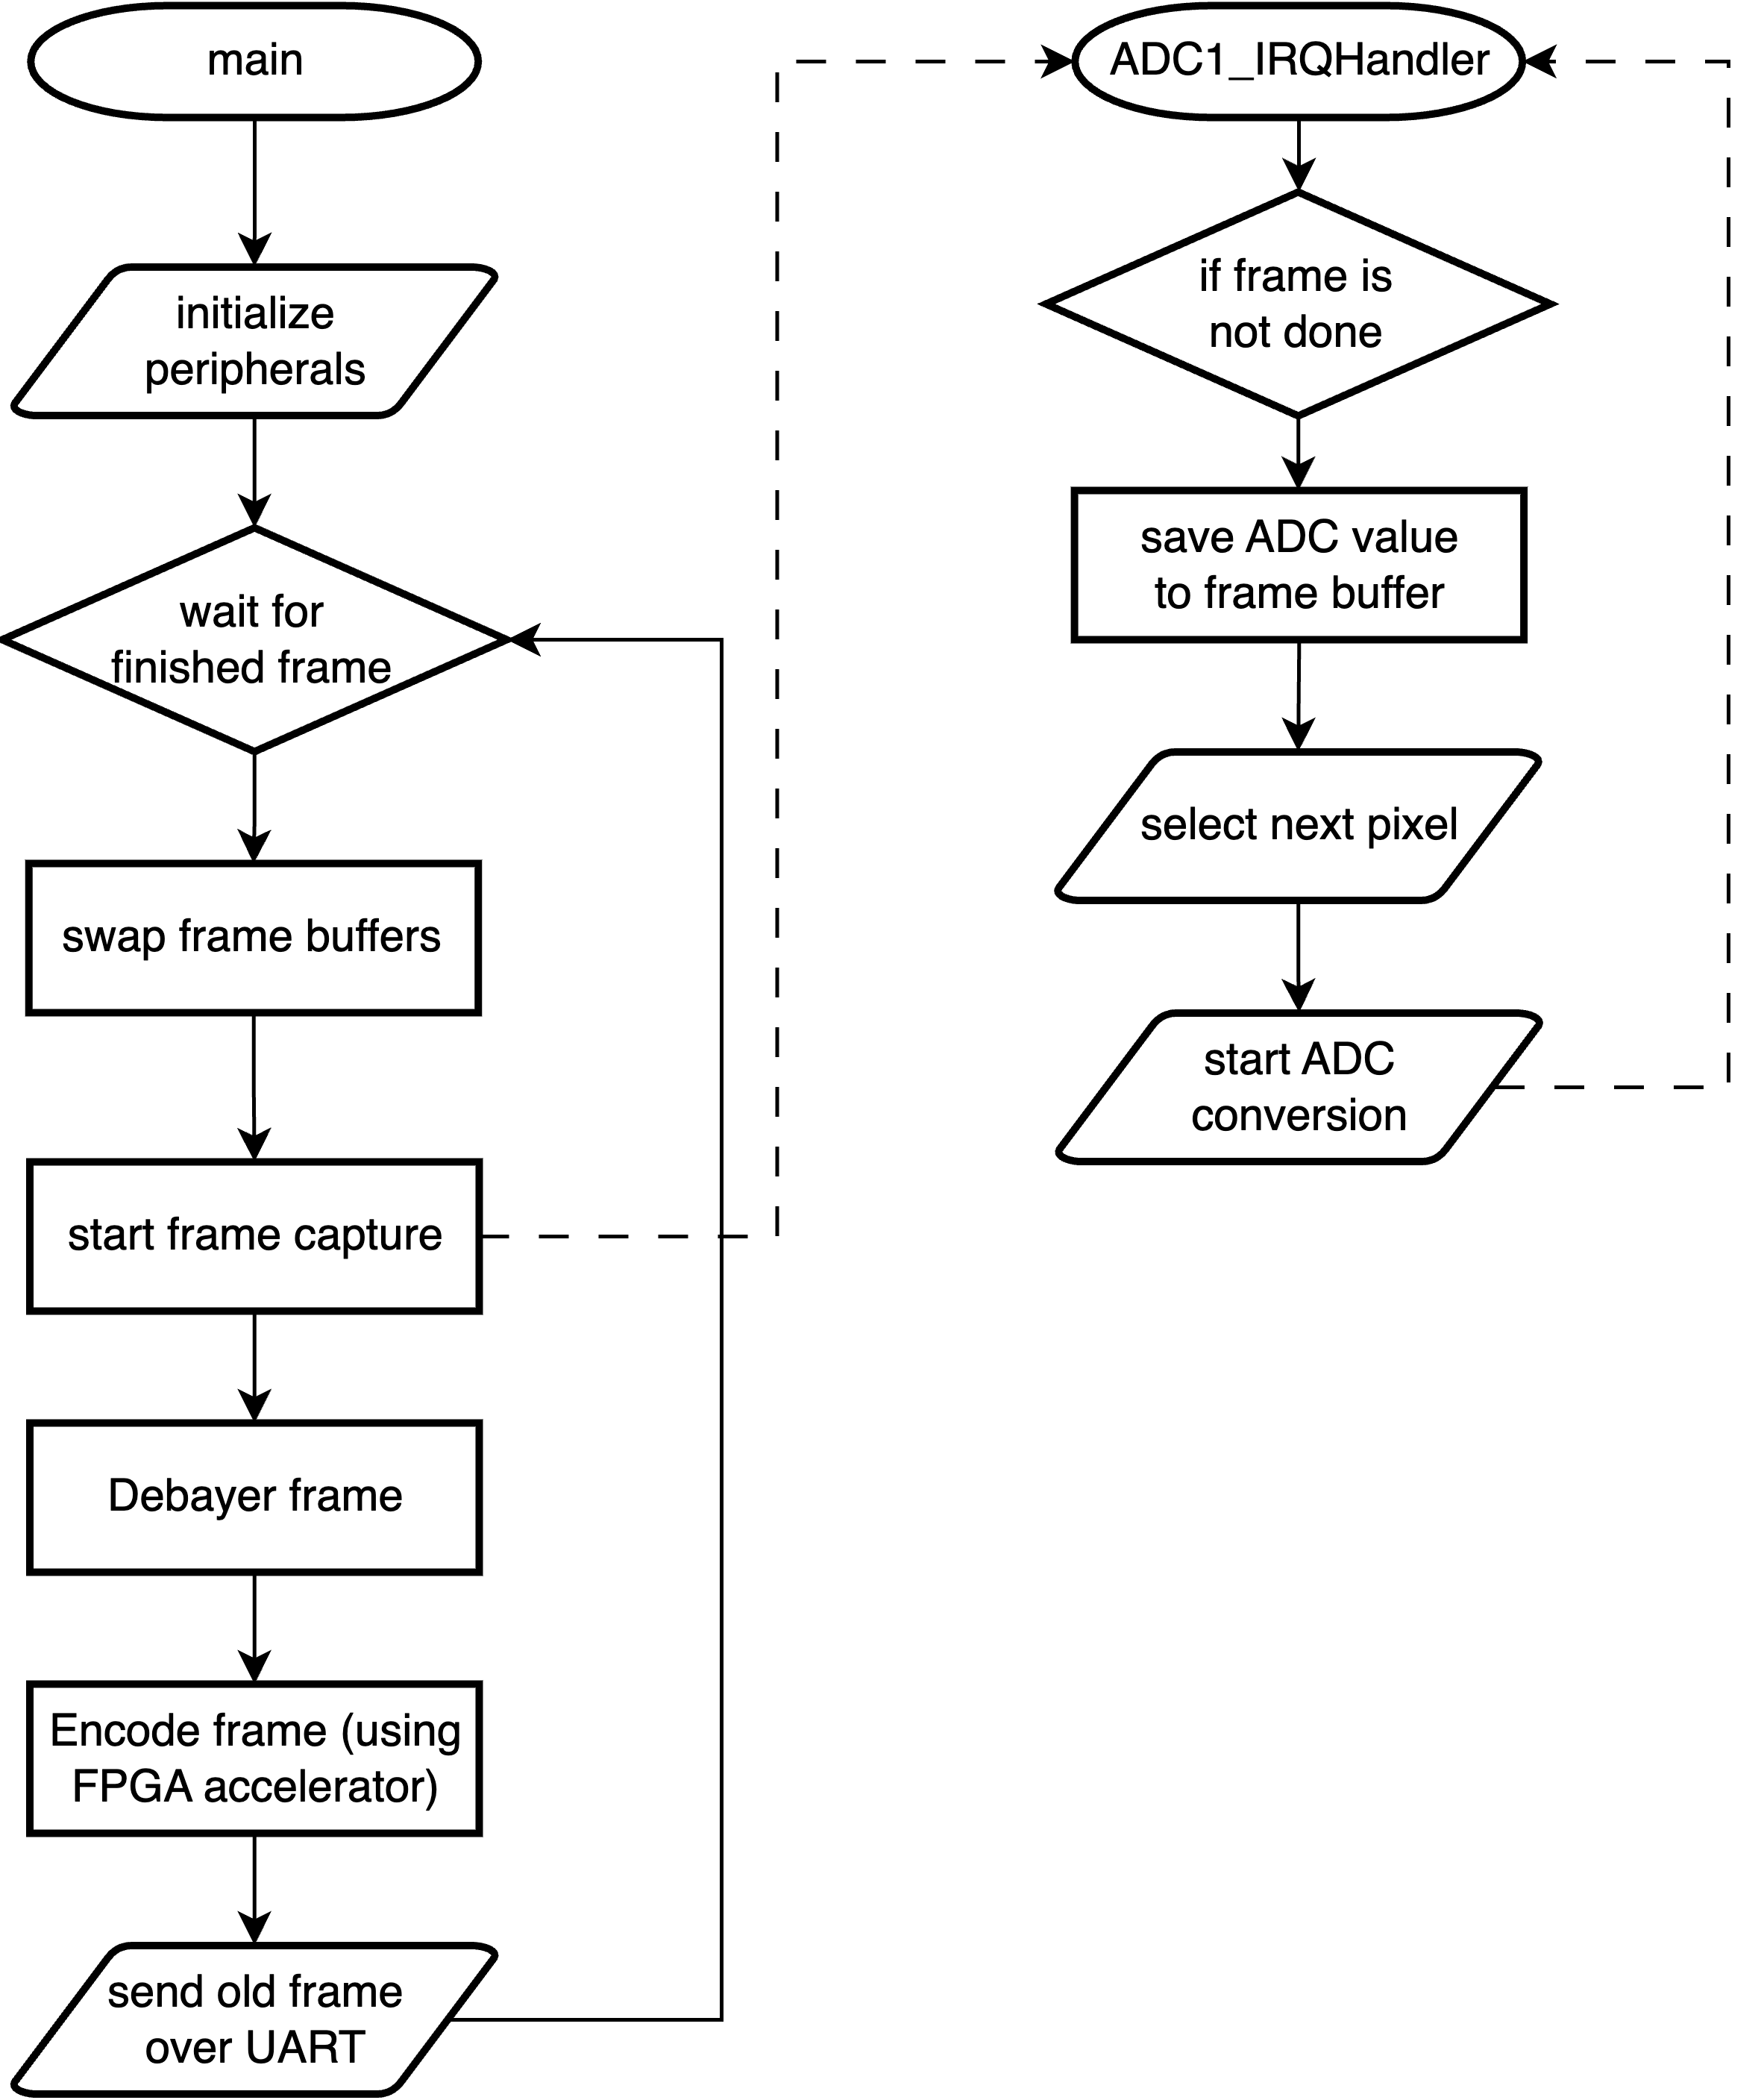 main
initialize
peripherals
wait for
finished frame
swap frame buffers
start frame capture
Debayer frame
Encode frame (using
FPGA accelerator)
send old frame
over UART
ADC1_IRQHandler
if frame is
not done
save ADC value
to frame buffer
select next pixel
start ADC
conversion